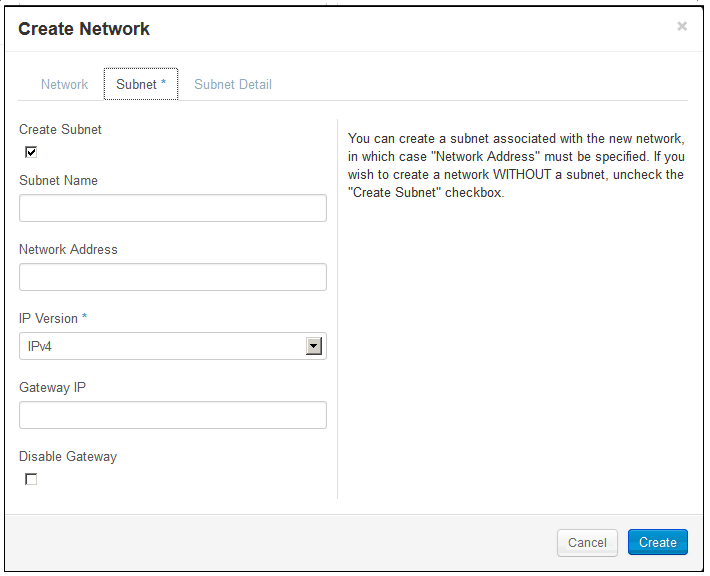 Create Network
×
Network
Subnet *
Subnet Detail
Create Subnet
Subnet Name
Network Address
IP Version *
IPv4
Gateway IP
Disable Gateway
You can create a subnet associated with the new network,
in which case "Network Address" must be specified. If you
wish to create a network WITHOUT a subnet, uncheck the
"Create Subnet" checkbox.
Cancel
Create